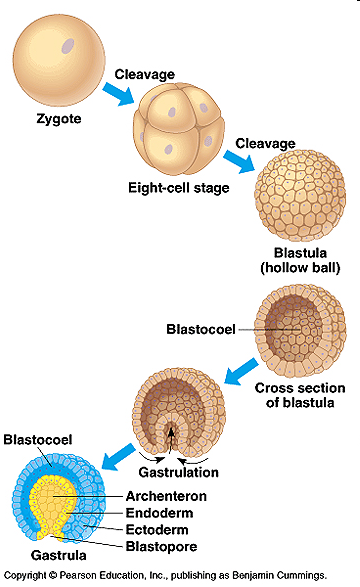 Cleavage
Zygote
Cleavage
Eight-cell stage
Blastula
(hollow ball)
Blastocoel
Cross section
of blastula
Gastrulation
Blastocoel
Archenteron
Endoderm
Ectoderm
Blastopore
Gastrula
Copyright © Pearson Education, Inc., publishing as Benjamin Cummings.